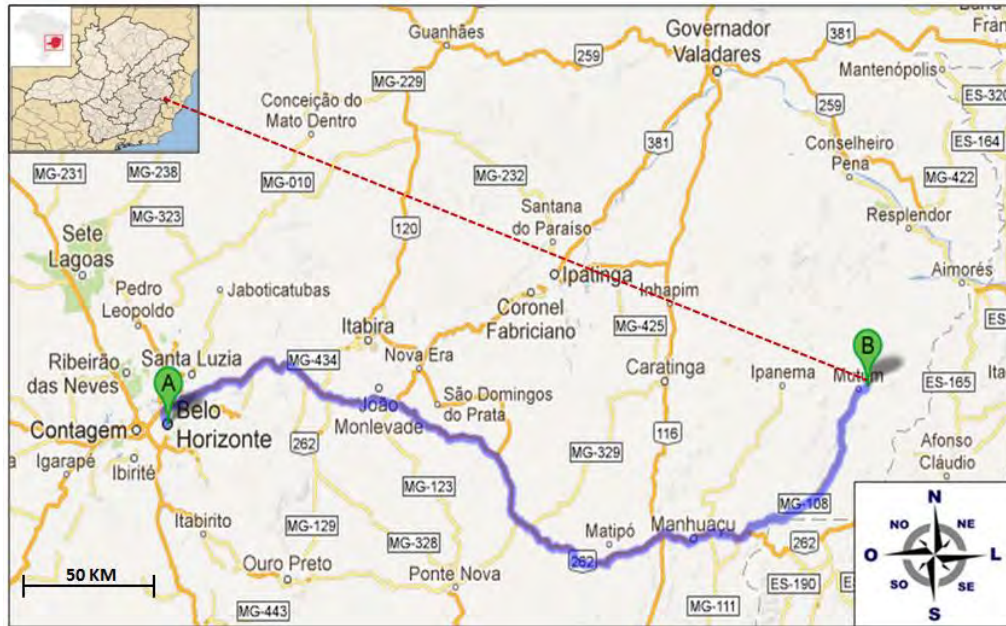 Guanhães
259
Governador
Valadares
381
Mantenópolis
ES-320
MG-229
Conceição do
Mato Dentro
259
ES-164
381
Conselheiro
Pena
MG-231
MG-238
MG-010
MG-232
MG-422
MG-323
Santana
do Paraíso
Resplendor
120
Sete
Lagoas
Ipatinga
Aimorés
Pedro
Leopoldo
Jaboticatubas
Inhapim
Coronel
Fabriciano
Itabira
MG-425
B
Ribeirão
das Neves
Santa Luzia
MG-434
Nova Era
Caratinga
Ipanema
Mutum
ES-165
A
São Domingos
do Prata
João
Monlevade
Belo
Horizonte
Contagem
116
262
MG-329
Afonso
Cláudio
Igarapé
Ibirité
MG-123
MG-108
Itabirito
MG-129
Matipó
Manhuaçu
262
MG-328
262
Ouro Preto
Ponte Nova
ES-190
50 KM
MG-443
MG-111
N
NO
NE
O
L
SO
SE
S